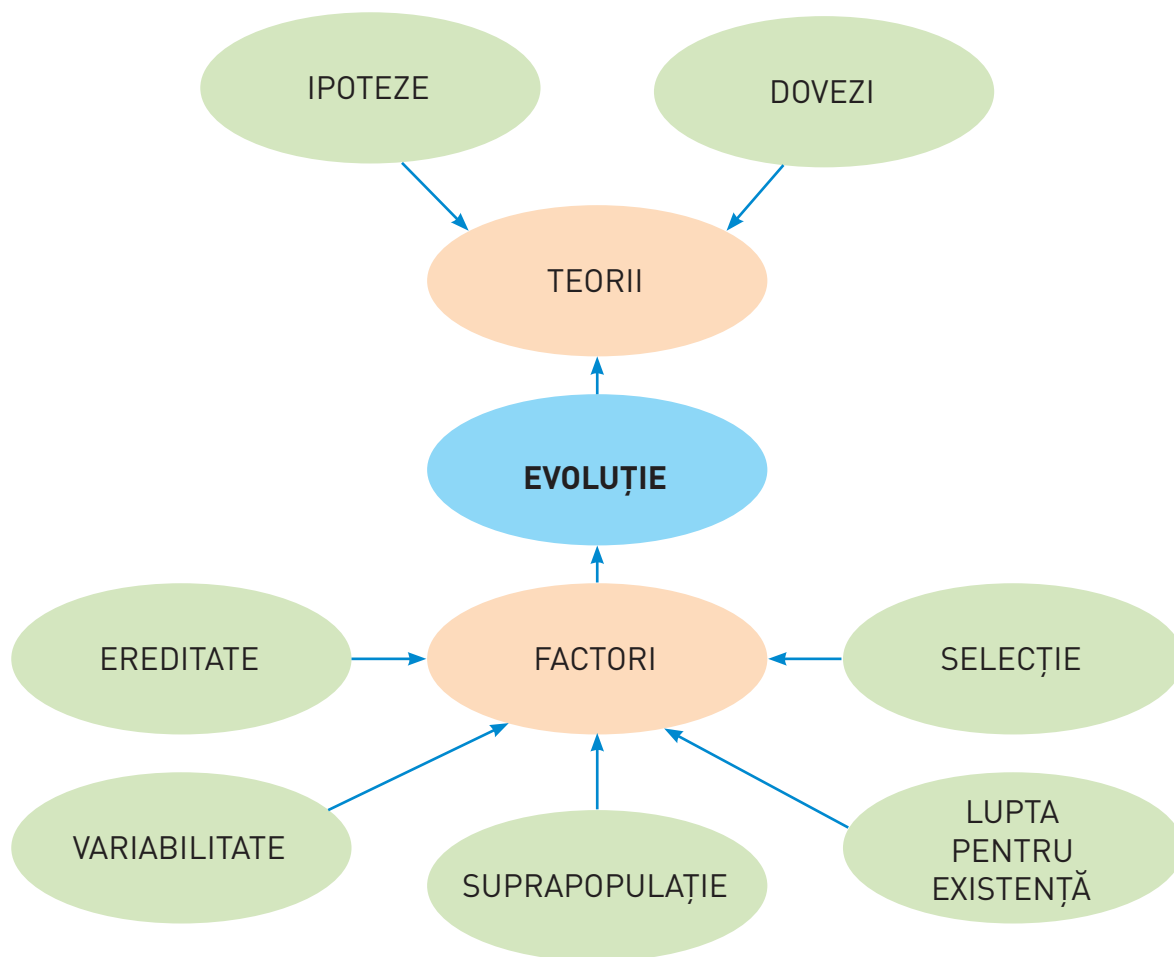 IPOTEZE
DOVEZI
TEORII
EVOLUȚIE
EREDITATE
FACTORI
SELECȚIE
VARIABILITATE
SUPRAPOPULAȚIE
LUPTA
PENTRU
EXISTENȚĂ